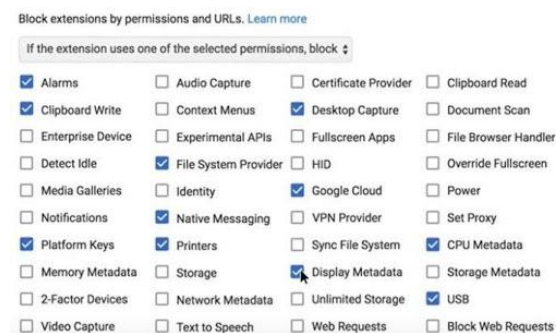 Block extensions by permissions and URLs. Learn more
If the extension uses one of the selected permissions, block
Alarms Audio Capture Certificate Provider Clipboard Read
Clipboard Write Context Menus Desktop Capture Document Scan
Enterprise Device Experimental APIs Fullscreen Apps File Browser Handler
Detect Idle File System Provider HID Override Fullscreen
Media Galleries Identity Google Cloud Power
Notifications Native Messaging VPN Provider Set Proxy
Platform Keys Printers Sync File System CPU Metadata
Memory Metadata Storage Display Metadata Storage Metadata
2-Factor Devices Network Metadata Unlimited Storage USB
Video Capture Text to Speech Web Requests Block Web Requests